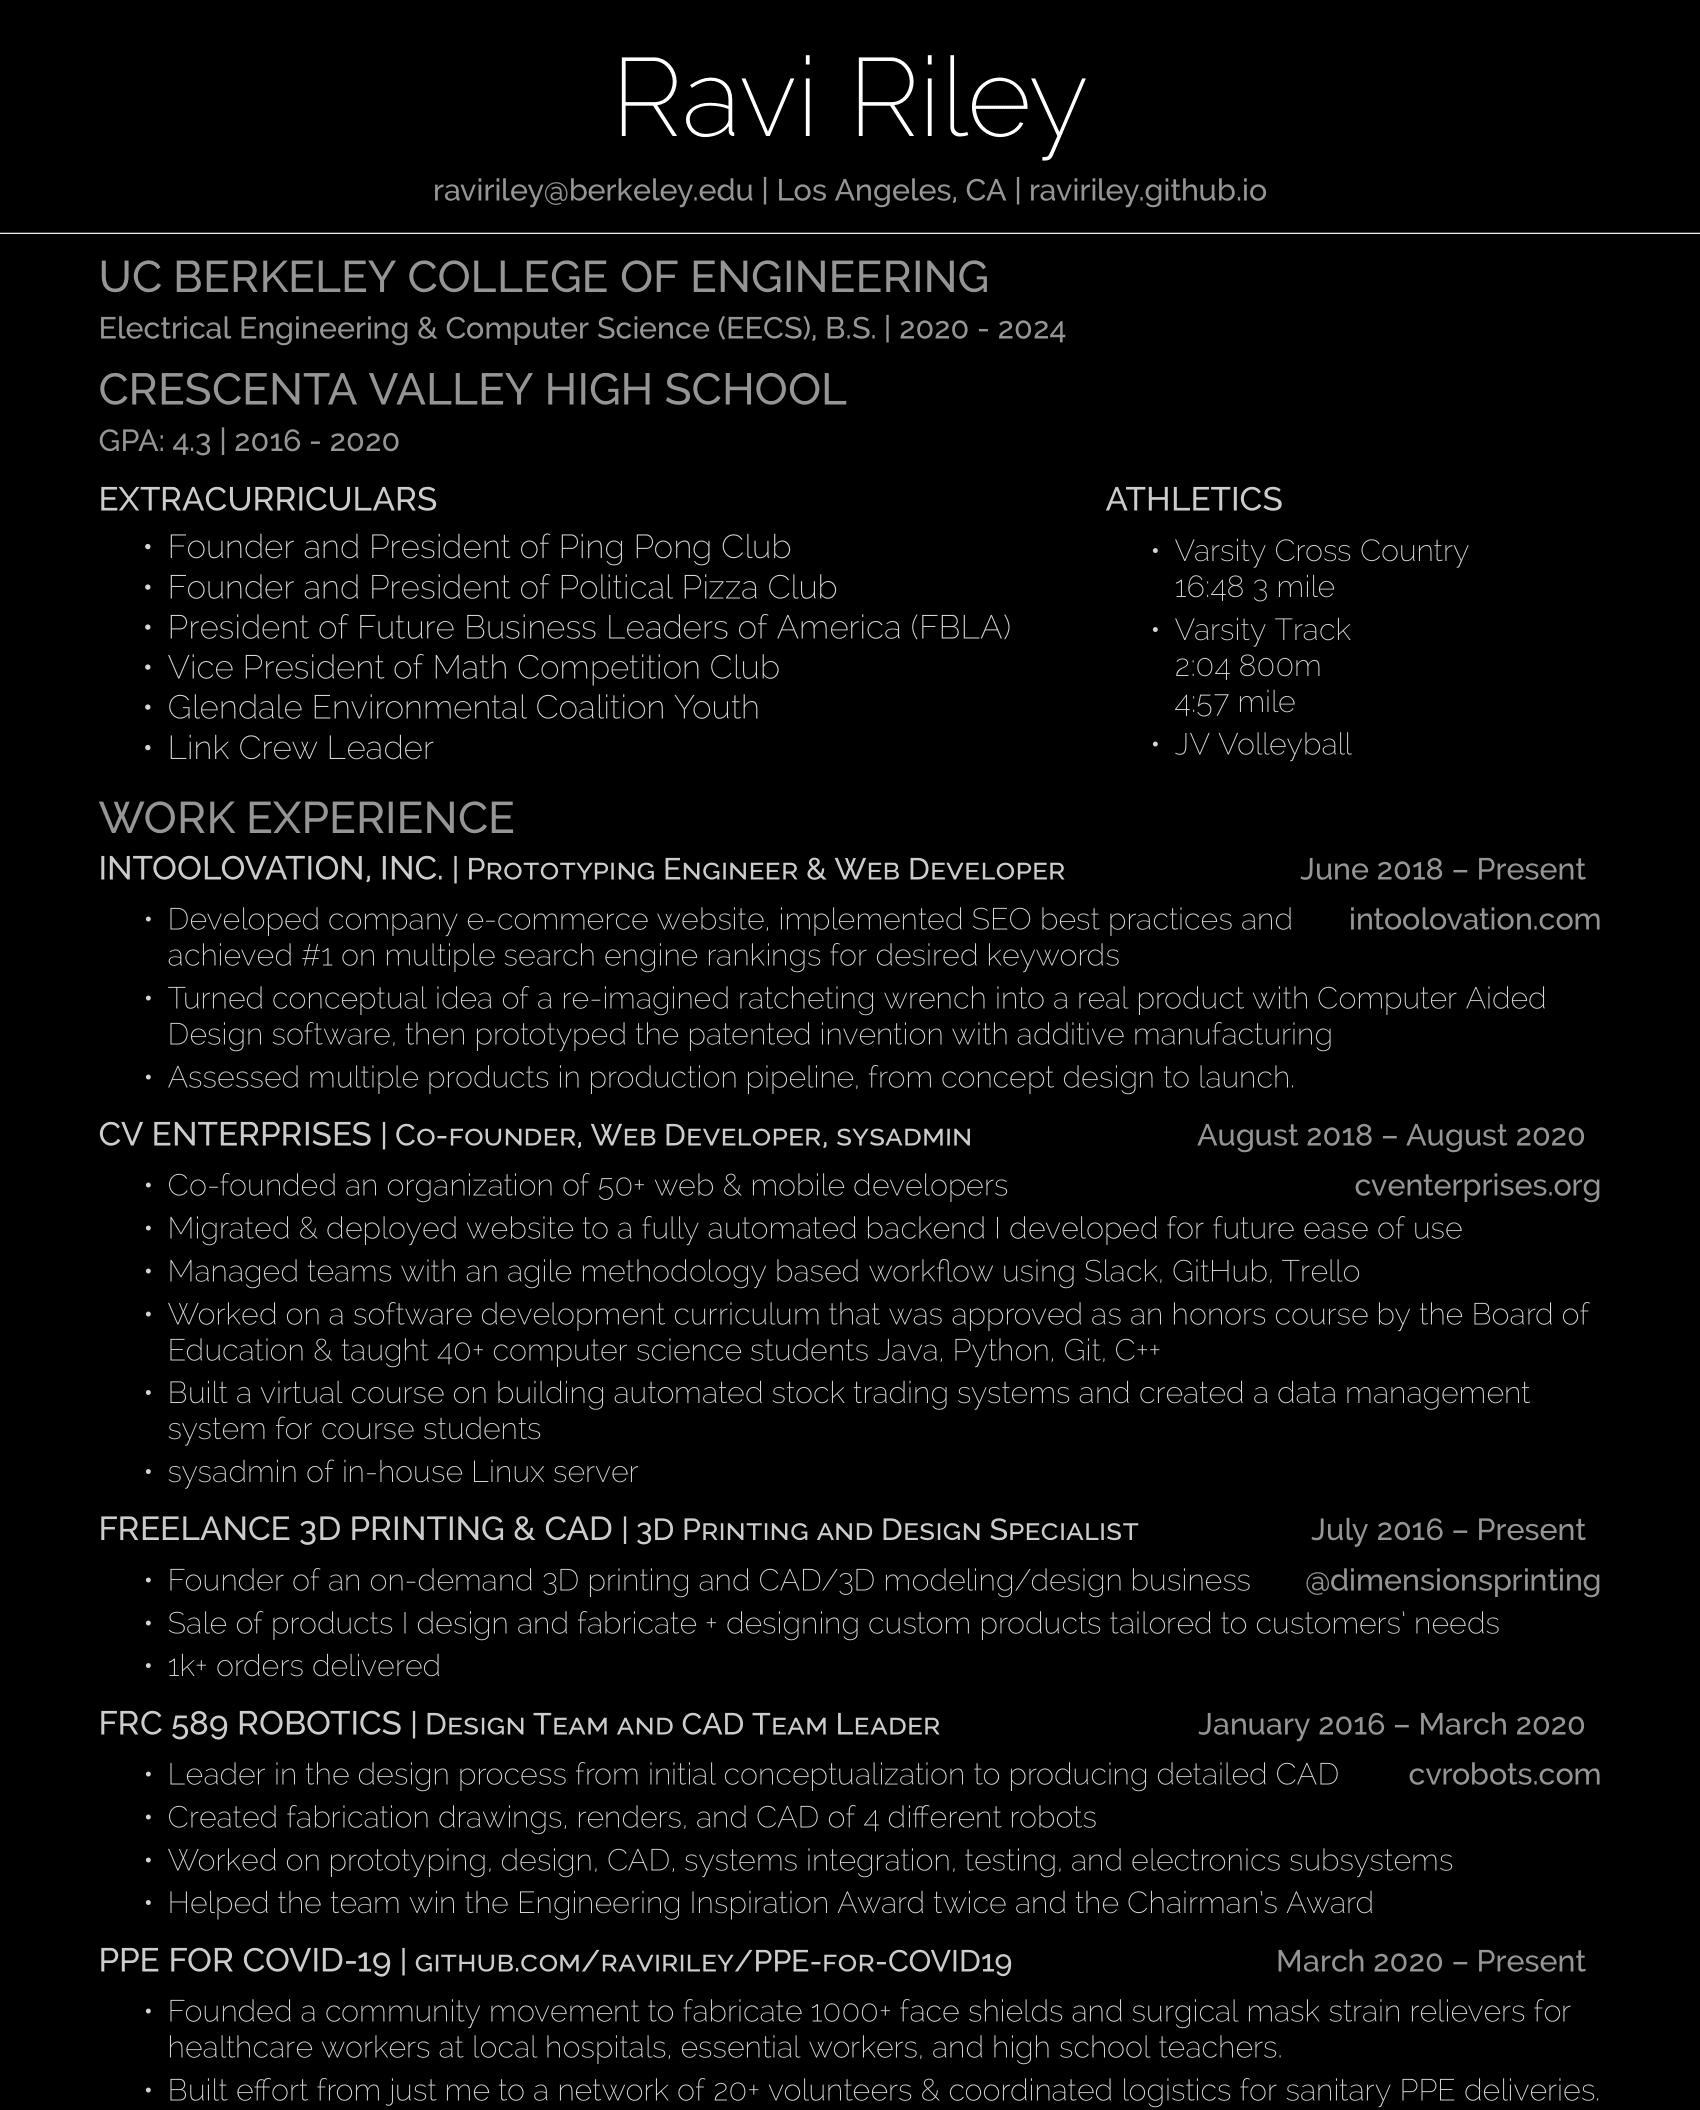 Ravi Riley
raviriley@berkeley.edu | Los Angeles, CA | raviriley.github.io
UC BERKELEY COLLEGE OF ENGINEERING
Electrical Engineering & Computer Science (EECS), B.S. | 2020 - 2024
CRESCENTA VALLEY HIGH SCHOOL
GPA: 4.3 | 2016 - 2020
EXTRACURRICULARS
• Founder and President of Ping Pong Club
• Founder and President of Political Pizza Club
• President of Future Business Leaders of America (FBLA)
• Vice President of Math Competition Club
• Glendale Environmental Coalition Youth
• Link Crew Leader
ATHLETICS
• Varsity Cross Country
16:48 3 mile
• Varsity Track
2:04 800m
4:57 mile
• JV Volleyball
WORK EXPERIENCE
INTOOLOVATION, INC. | Prototyping Engineer & Web Developer June 2018 – Present
• Developed company e-commerce website, implemented SEO best practices and intoolovation.com
achieved #1 on multiple search engine rankings for desired keywords
• Turned conceptual idea of a re-imagined ratcheting wrench into a real product with Computer Aided
Design software, then prototyped the patented invention with additive manufacturing
• Assessed multiple products in production pipeline, from concept design to launch.
CV ENTERPRISES | Co-founder, Web Developer, sysadmin August 2018 – August 2020
• Co-founded an organization of 50+ web & mobile developers cventerprises.org
• Migrated & deployed website to a fully automated backend I developed for future ease of use
• Managed teams with an agile methodology based workflow using Slack, GitHub, Trello
• Worked on a software development curriculum that was approved as an honors course by the Board of
Education & taught 40+ computer science students Java, Python, Git, C++
• Built a virtual course on building automated stock trading systems and created a data management
system for course students
• sysadmin of in-house Linux server
FREELANCE 3D PRINTING & CAD | 3D Printing and Design Specialist July 2016 – Present
• Founder of an on-demand 3D printing and CAD/3D modeling/design business @dimensionsprinting
• Sale of products I design and fabricate + designing custom products tailored to customers' needs
• 1k+ orders delivered
FRC 589 ROBOTICS | Design Team and CAD Team Leader January 2016 – March 2020
• Leader in the design process from initial conceptualization to producing detailed CAD cvrobots.com
• Created fabrication drawings, renders, and CAD of 4 different robots
• Worked on prototyping, design, CAD, systems integration, testing, and electronics subsystems
• Helped the team win the Engineering Inspiration Award twice and the Chairman's Award
PPE FOR COVID-19 | github.com/raviriley/PPE-for-COVID19 March 2020 – Present
• Founded a community movement to fabricate 1000+ face shields and surgical mask strain relievers for
healthcare workers at local hospitals, essential workers, and high school teachers.
• Built effort from just me to a network of 20+ volunteers & coordinated logistics for sanitary PPE deliveries.